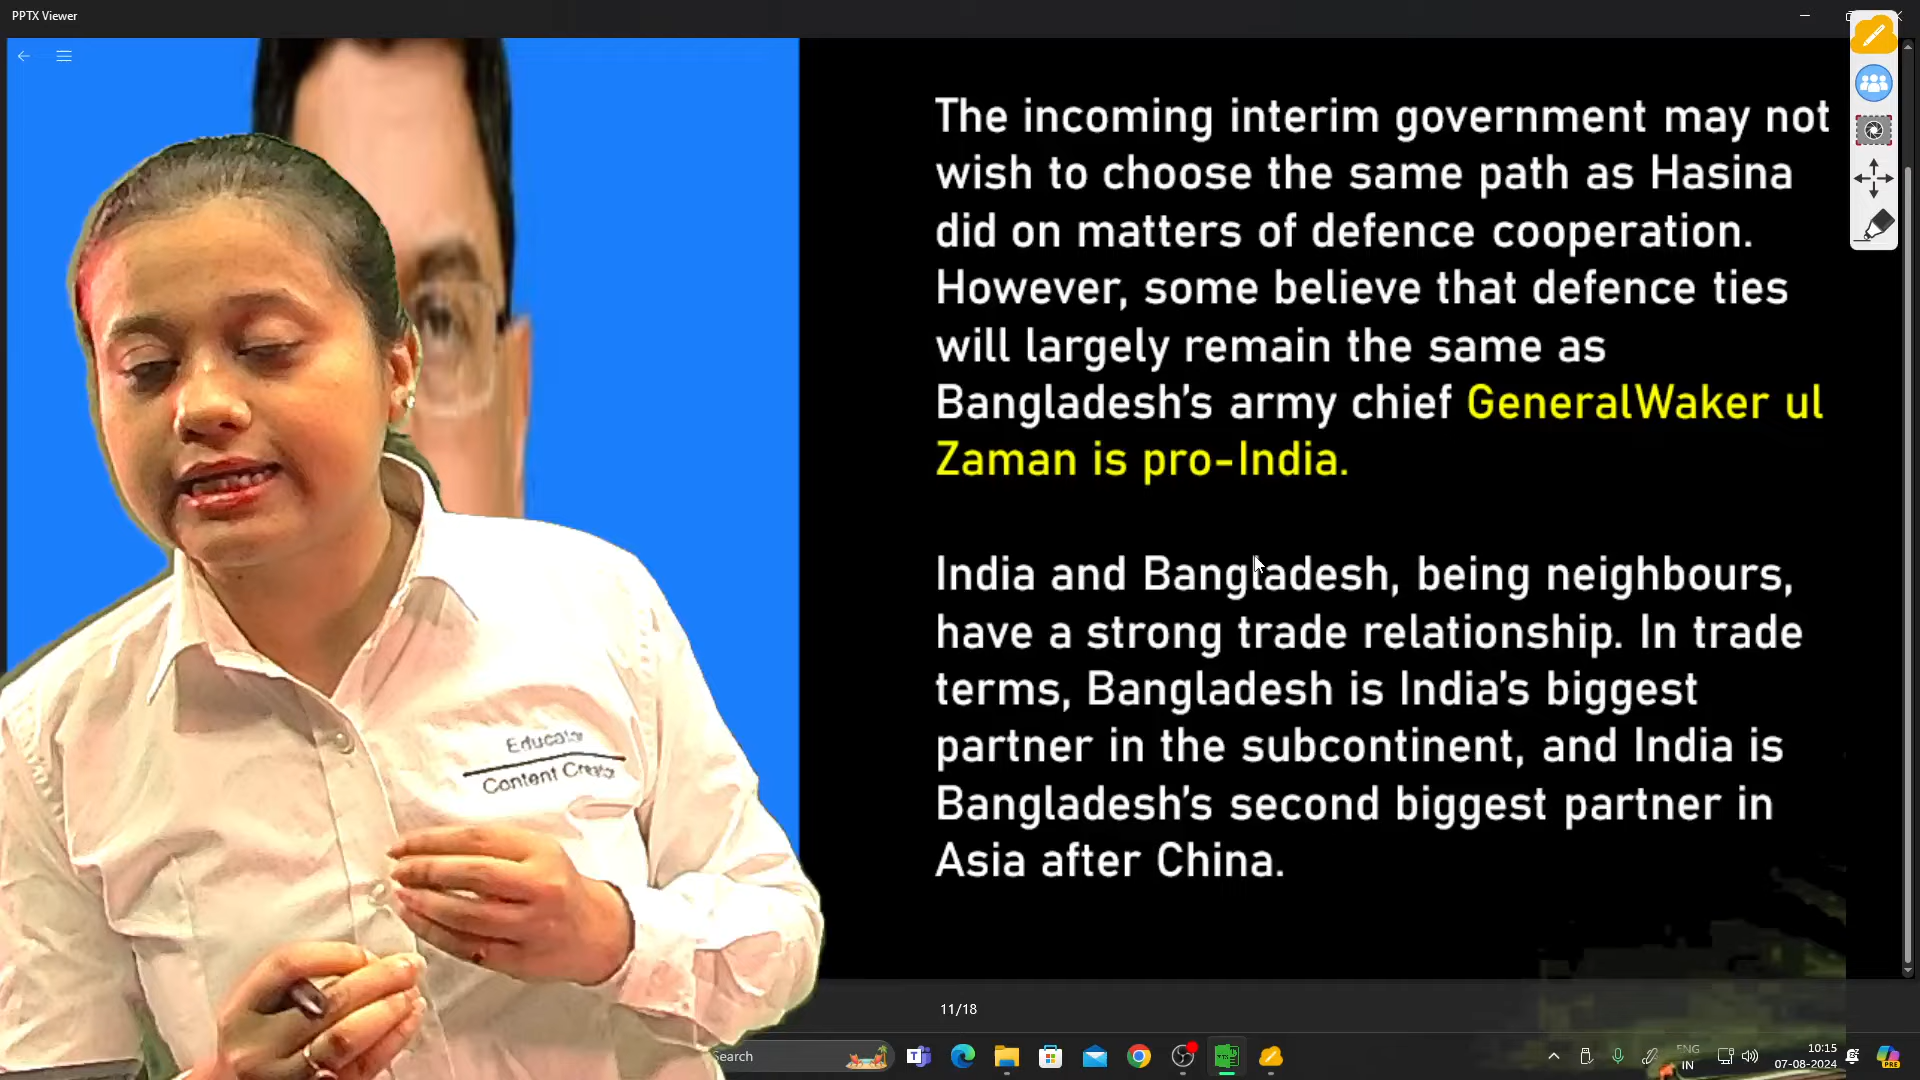 PPTX Viewer
The incoming interim government may not
wish to choose the same path as Hasina
did on matters of defence cooperation.
However, some believe that defence ties
will largely remain the same as
Bangladesh's army chief GeneralWaker ul
Zaman is pro-India.
India and Bangladesh, being neighbours,
have a strong trade relationship. In trade
terms, Bangladesh is India's biggest
partner in the subcontinent, and India is
Bangladesh's second biggest partner in
Asia after China.
Educator
Content Creator
11/18
Search
ENG
IN
10:15
07-08-2024
PRE